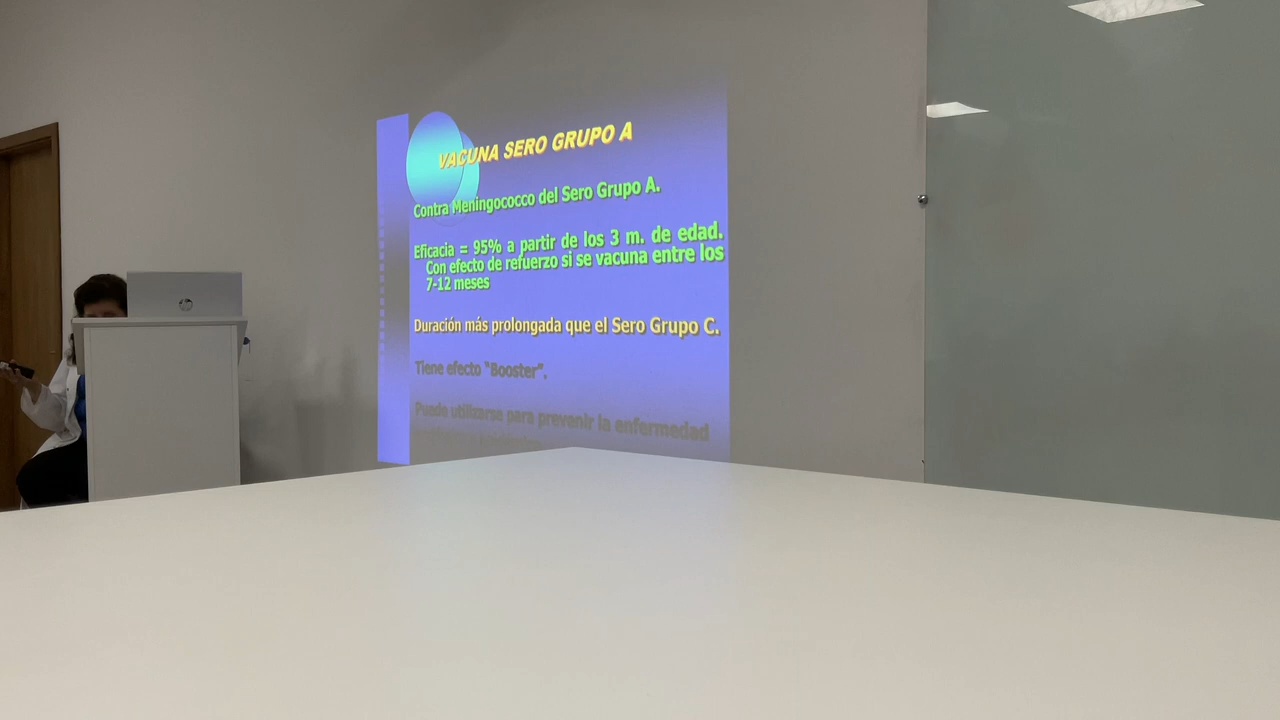 VACUNA SERO GRUPO A
Contra Meningococco del Sero Grupo A.
Eficacia = 95% a partir de los 3 m. de edad.
Con efecto de refuerzo si se vacuna entre los
7-12 meses
Duración más prolongada que el Sero Grupo C.
Tiene efecto "Booster".
Puede utilizarse para prevenir la enfermedad